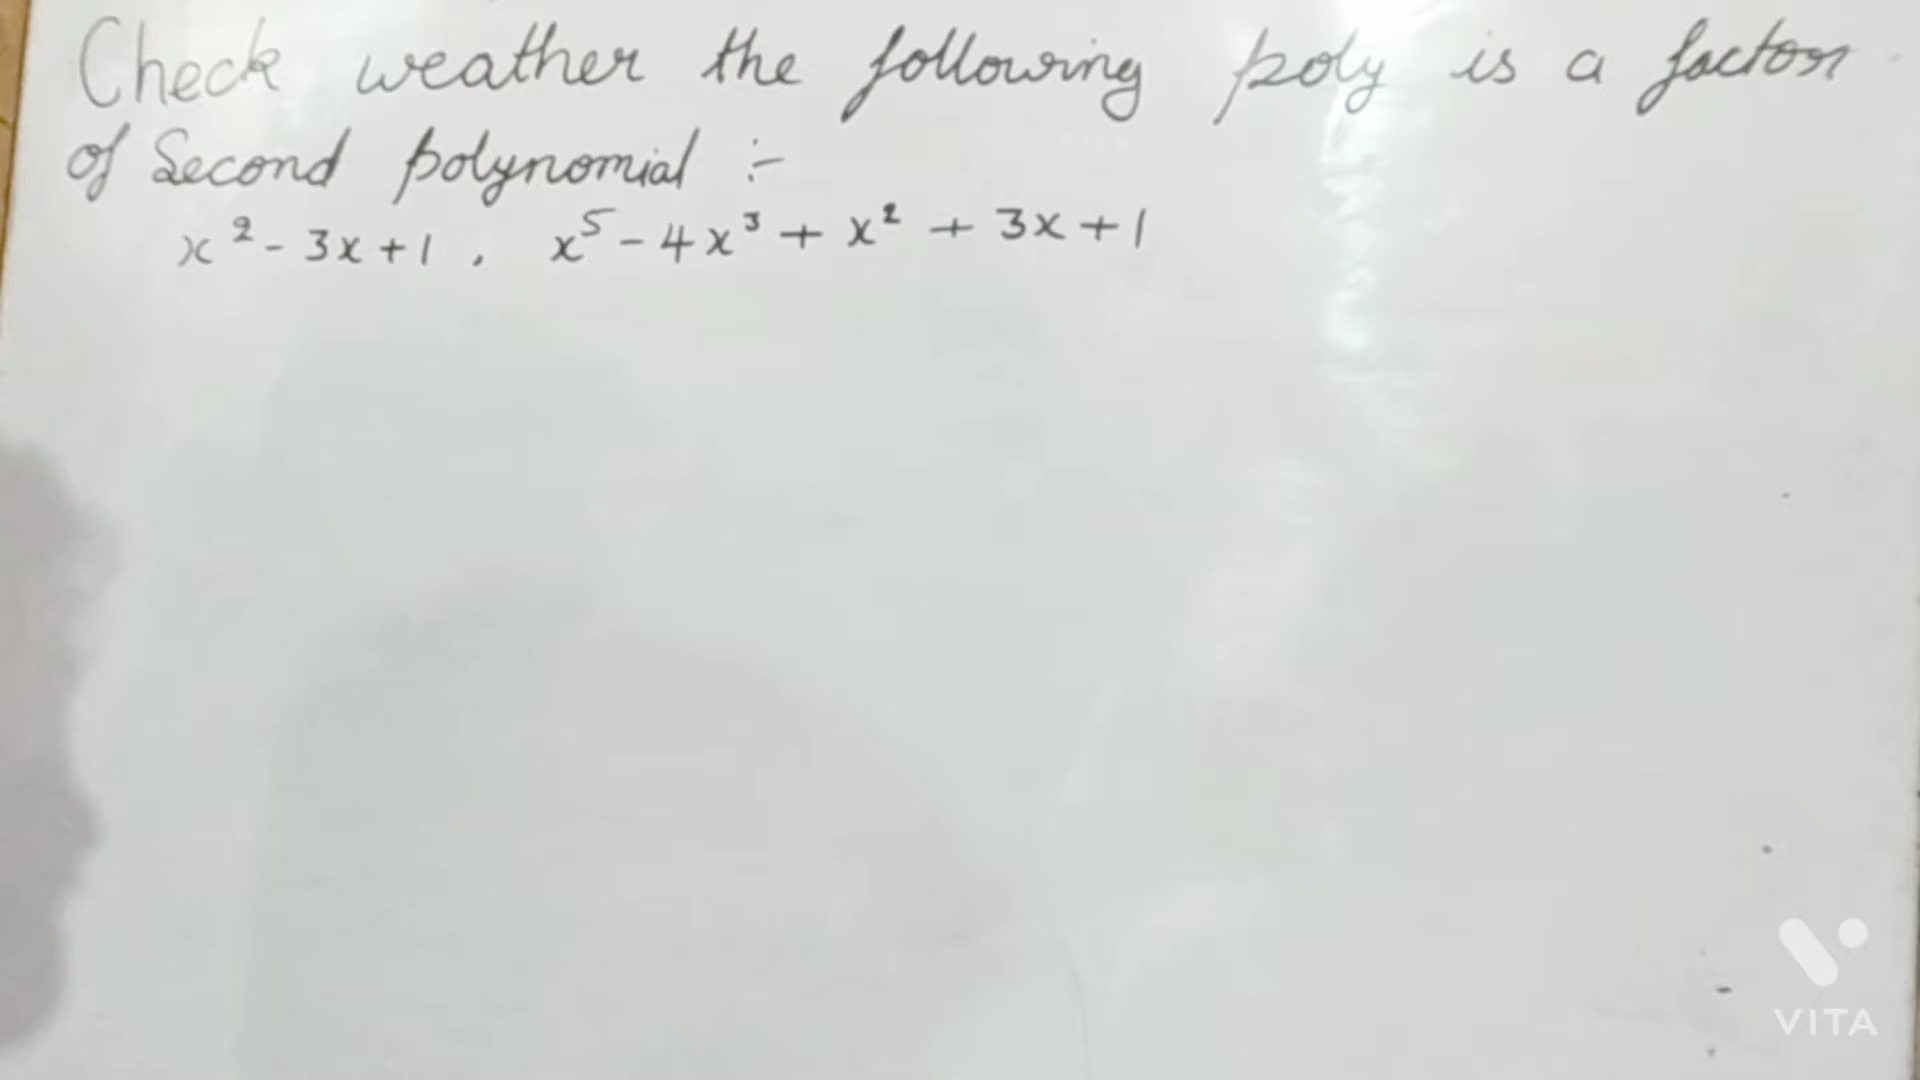 Check weather the following poly is a factor
of Second polynomial :-
x² - 3x + 1 , x⁵ - 4x³ + x² + 3x + 1
VITA